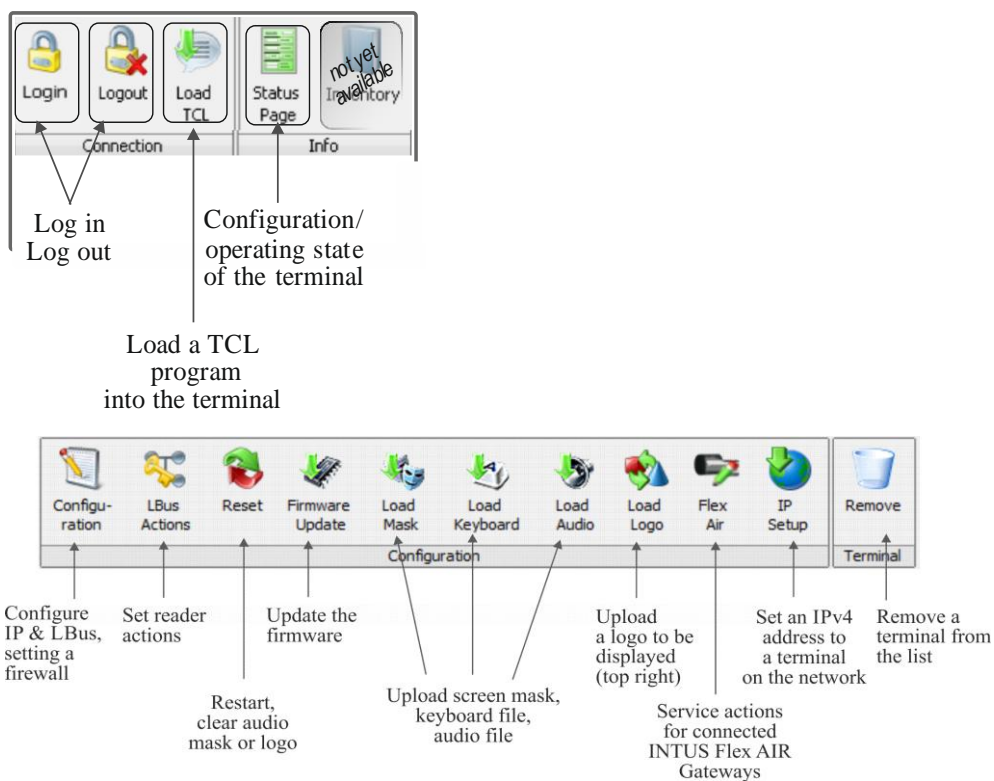 Login
Logout
Load
TCL
Status
Page
not yet
available
Inventory
Connection
Info
Log in
Log out
Configuration/
operating state
of the terminal
Load a TCL
program
into the terminal
Configu-
ration
LBus
Actions
Reset
Firmware
Update
Load
Mask
Load
Keyboard
Load
Audio
Load
Logo
Flex
Air
IP
Setup
Remove
Configuration
Terminal
Configure
IP & LBus,
setting a
firewall
Set reader
actions
Restart,
clear audio
mask or logo
Update the
firmware
Upload screen mask,
keyboard file,
audio file
Upload
a logo to be
displayed
(top right)
Service actions
for connected
INTUS Flex AIR
Gateways
Set an IPv4
address to
a terminal
on the network
Remove a
terminal from
the list